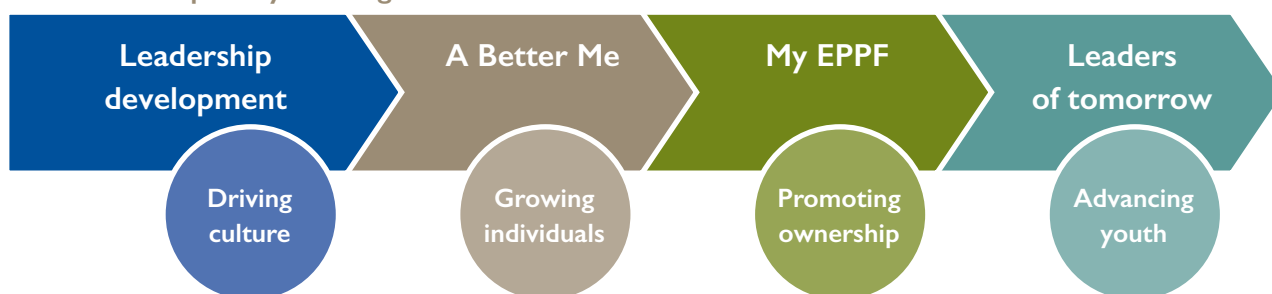 Leadership
development
A Better Me
My EPPF
Leaders
of tomorrow
Driving
culture
Growing
individuals
Promoting
ownership
Advancing
youth